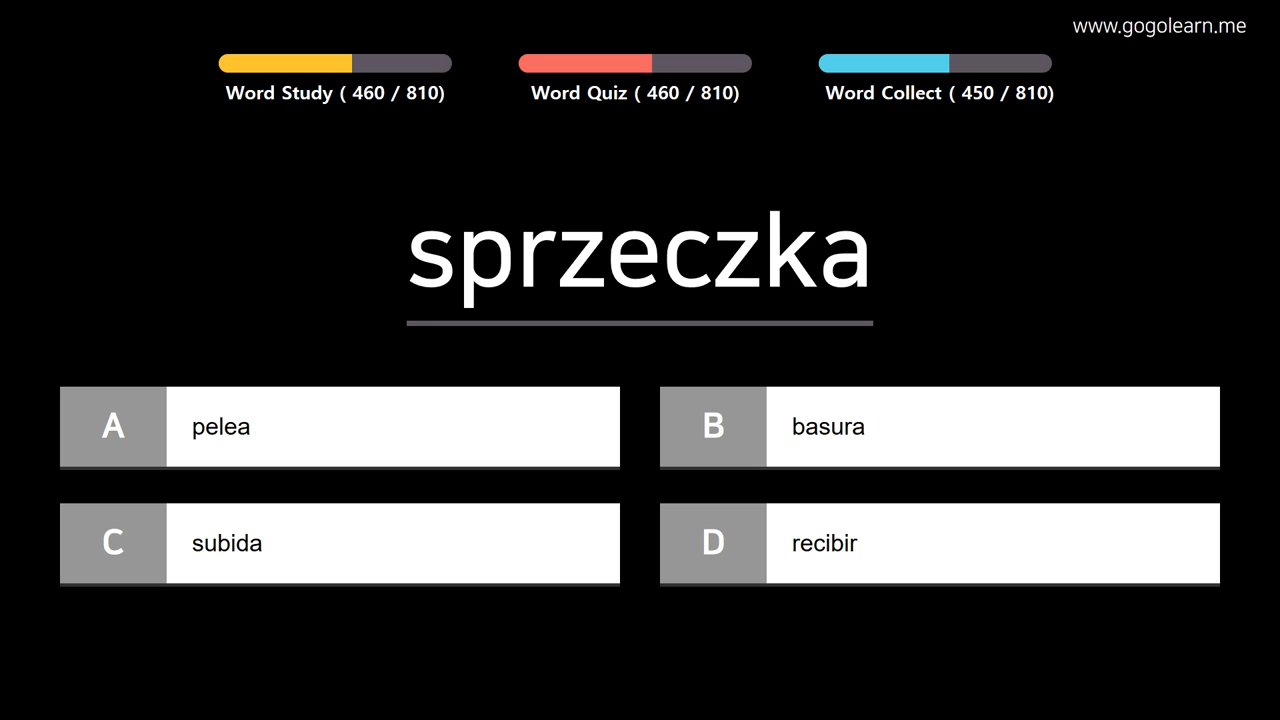 www.gogolearn.me
Word Study ( 460 / 810)
Word Quiz ( 460 / 810)
Word Collect ( 450 / 810)
sprzeczka
A pelea
B basura
C subida
D recibir